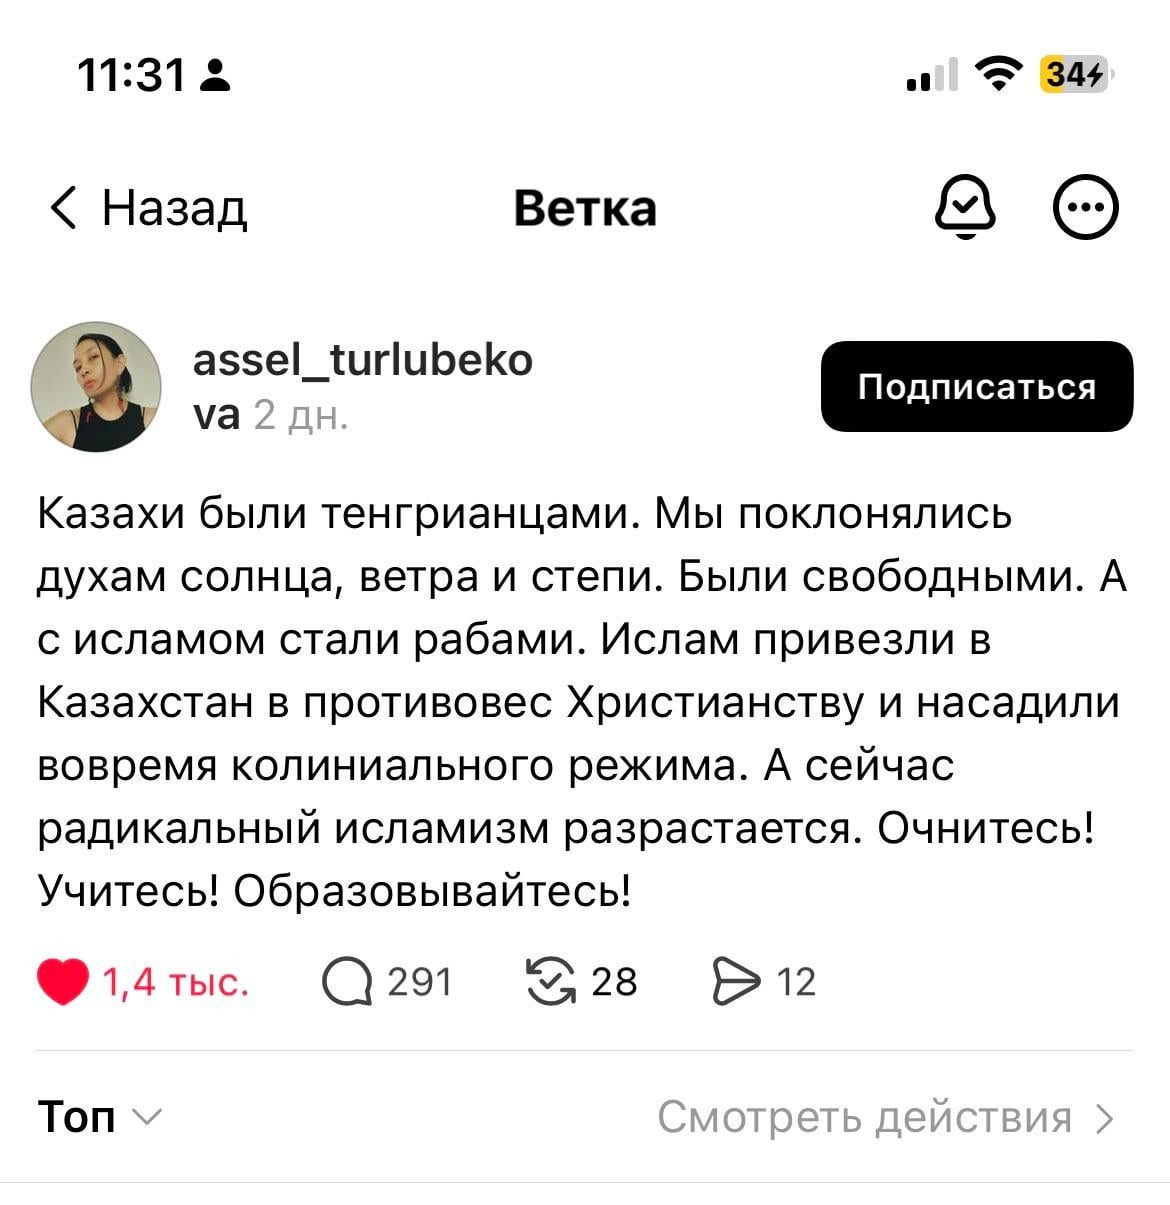 11:31
34
Назад
Ветка
assel_turlubeko
va 2 дн.
Подписаться
Казахи были тенгрианцами. Мы поклонялись
духам солнца, ветра и степи. Были свободными. А
с исламом стали рабами. Ислам привезли в
Казахстан в противовес Христианству и насадили
вовремя колиниального режима. А сейчас
радикальный исламизм разрастается. Очнитесь!
Учитесь! Образовывайтесь!
1,4 тыс.
291
28
12
Топ
Смотреть действия